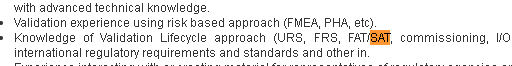 with advanced technical knowledge.
• Validation experience using risk based approach (FMEA, PHA, etc).
• Knowledge of Validation Lifecycle approach (URS, FRS, FAT/SAT, commissioning, I/O
international regulatory requirements and standards and other in.